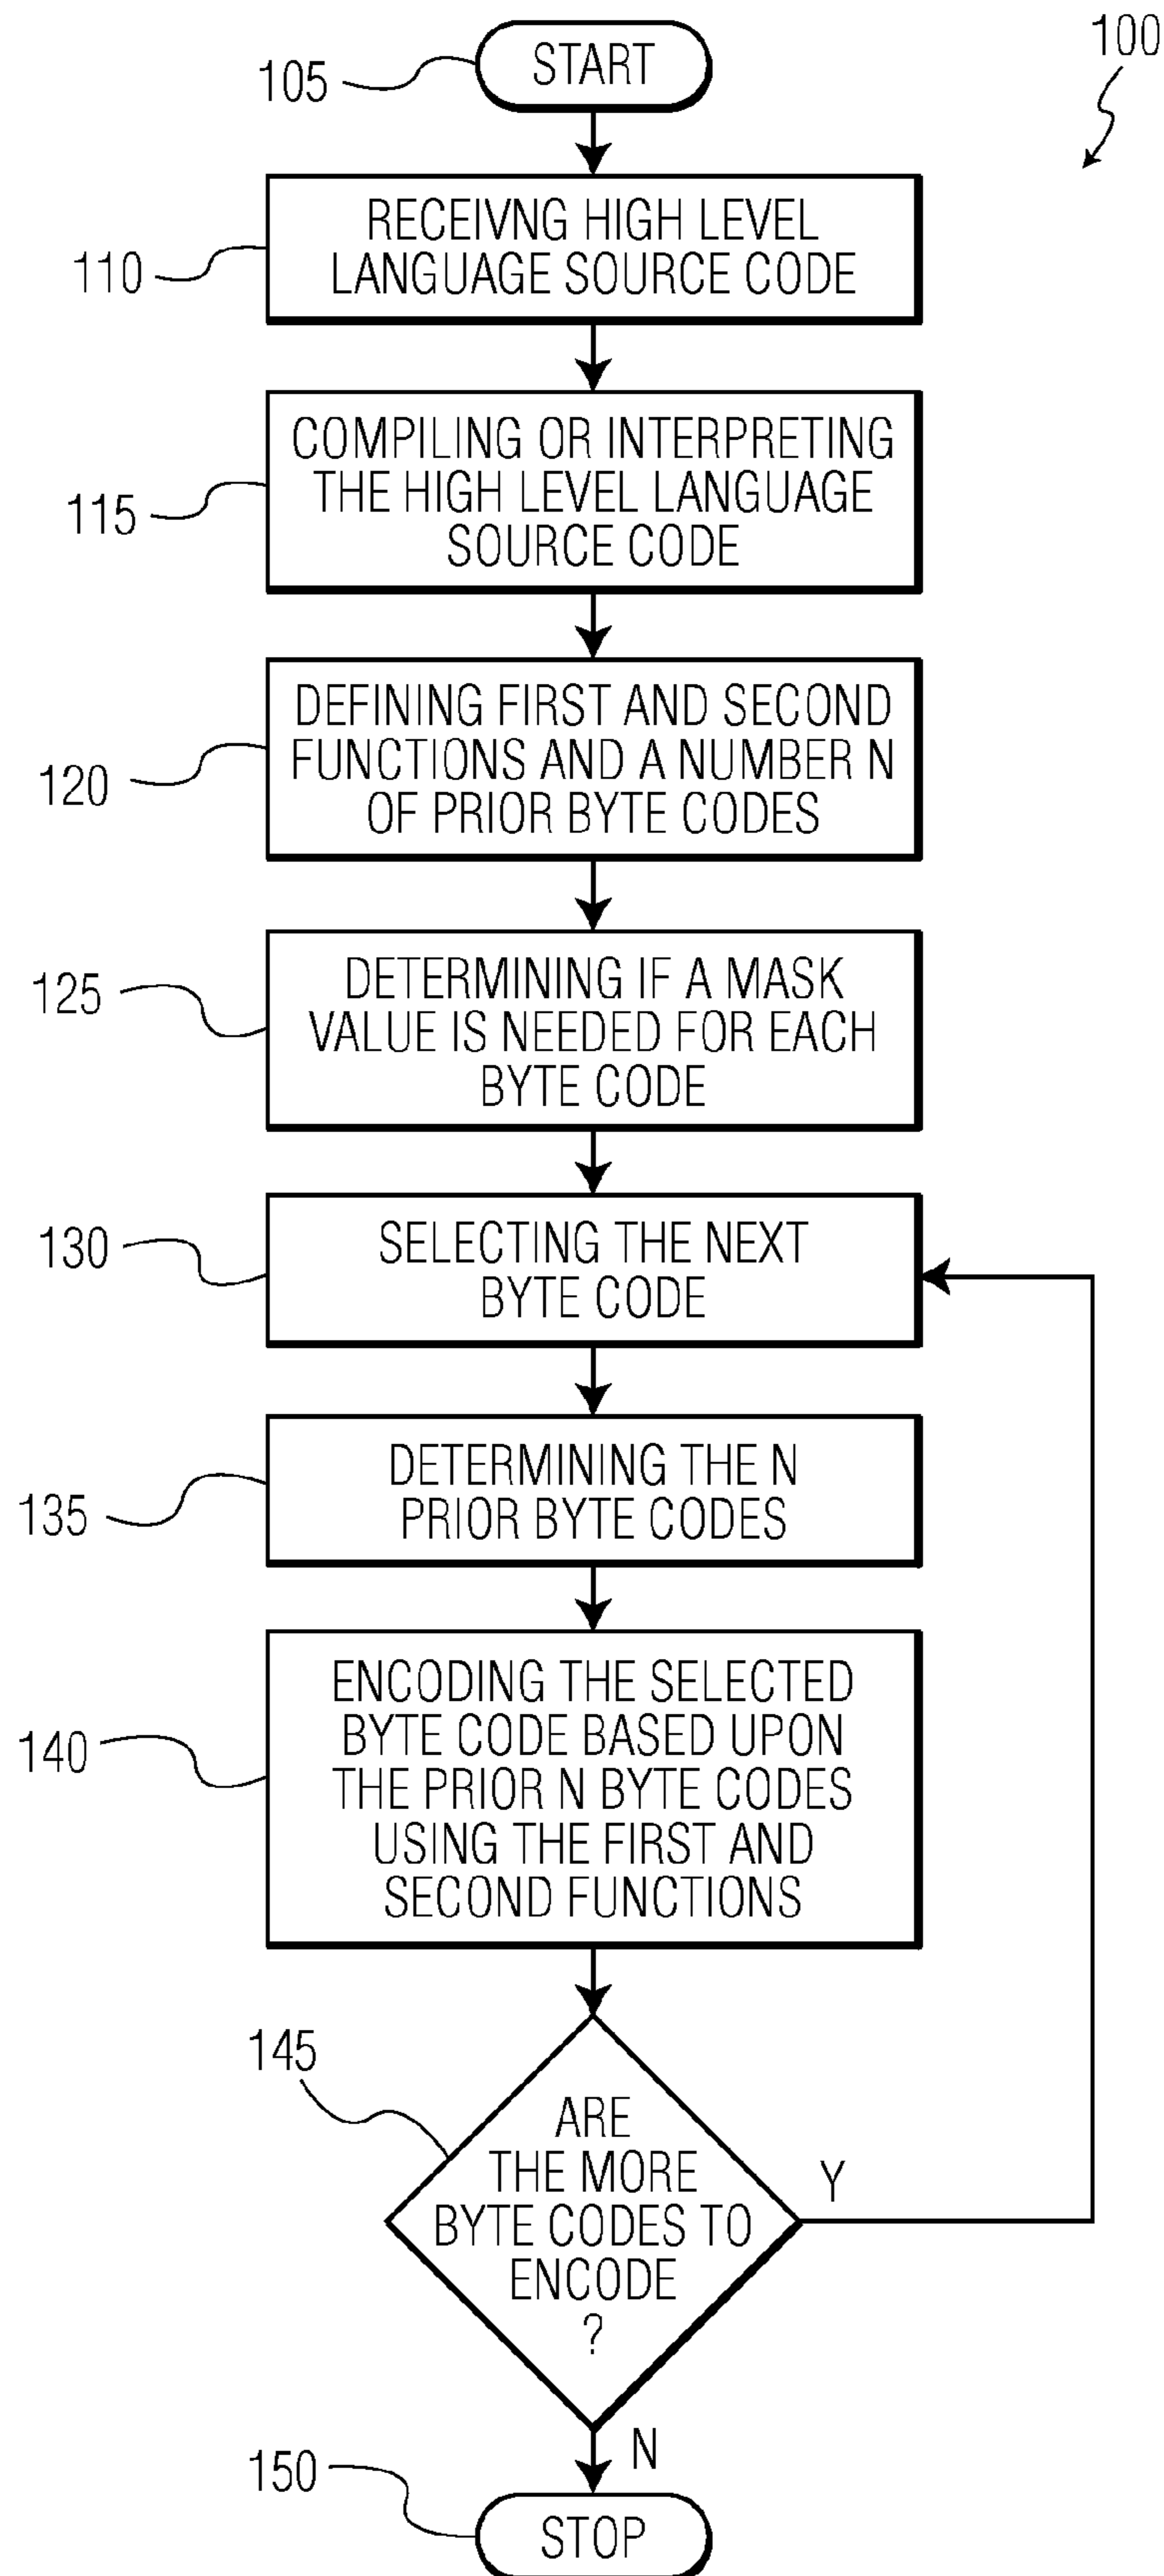 100
START
105
RECEIVNG HIGH LEVEL
LANGUAGE SOURCE CODE
110
COMPILING OR INTERPRETING
THE HIGH LEVEL LANGUAGE
SOURCE CODE
115
DEFINING FIRST AND SECOND
FUNCTIONS AND A NUMBER N
OF PRIOR BYTE CODES
120
DETERMINING IF A MASK
VALUE IS NEEDED FOR EACH
BYTE CODE
125
SELECTING THE NEXT
BYTE CODE
130
DETERMINING THE N
PRIOR BYTE CODES
135
ENCODING THE SELECTED
BYTE CODE BASED UPON
THE PRIOR N BYTE CODES
USING THE FIRST AND
SECOND FUNCTIONS
140
145
ARE
THE MORE
BYTE CODES TO
ENCODE
?
Y
N
150
STOP